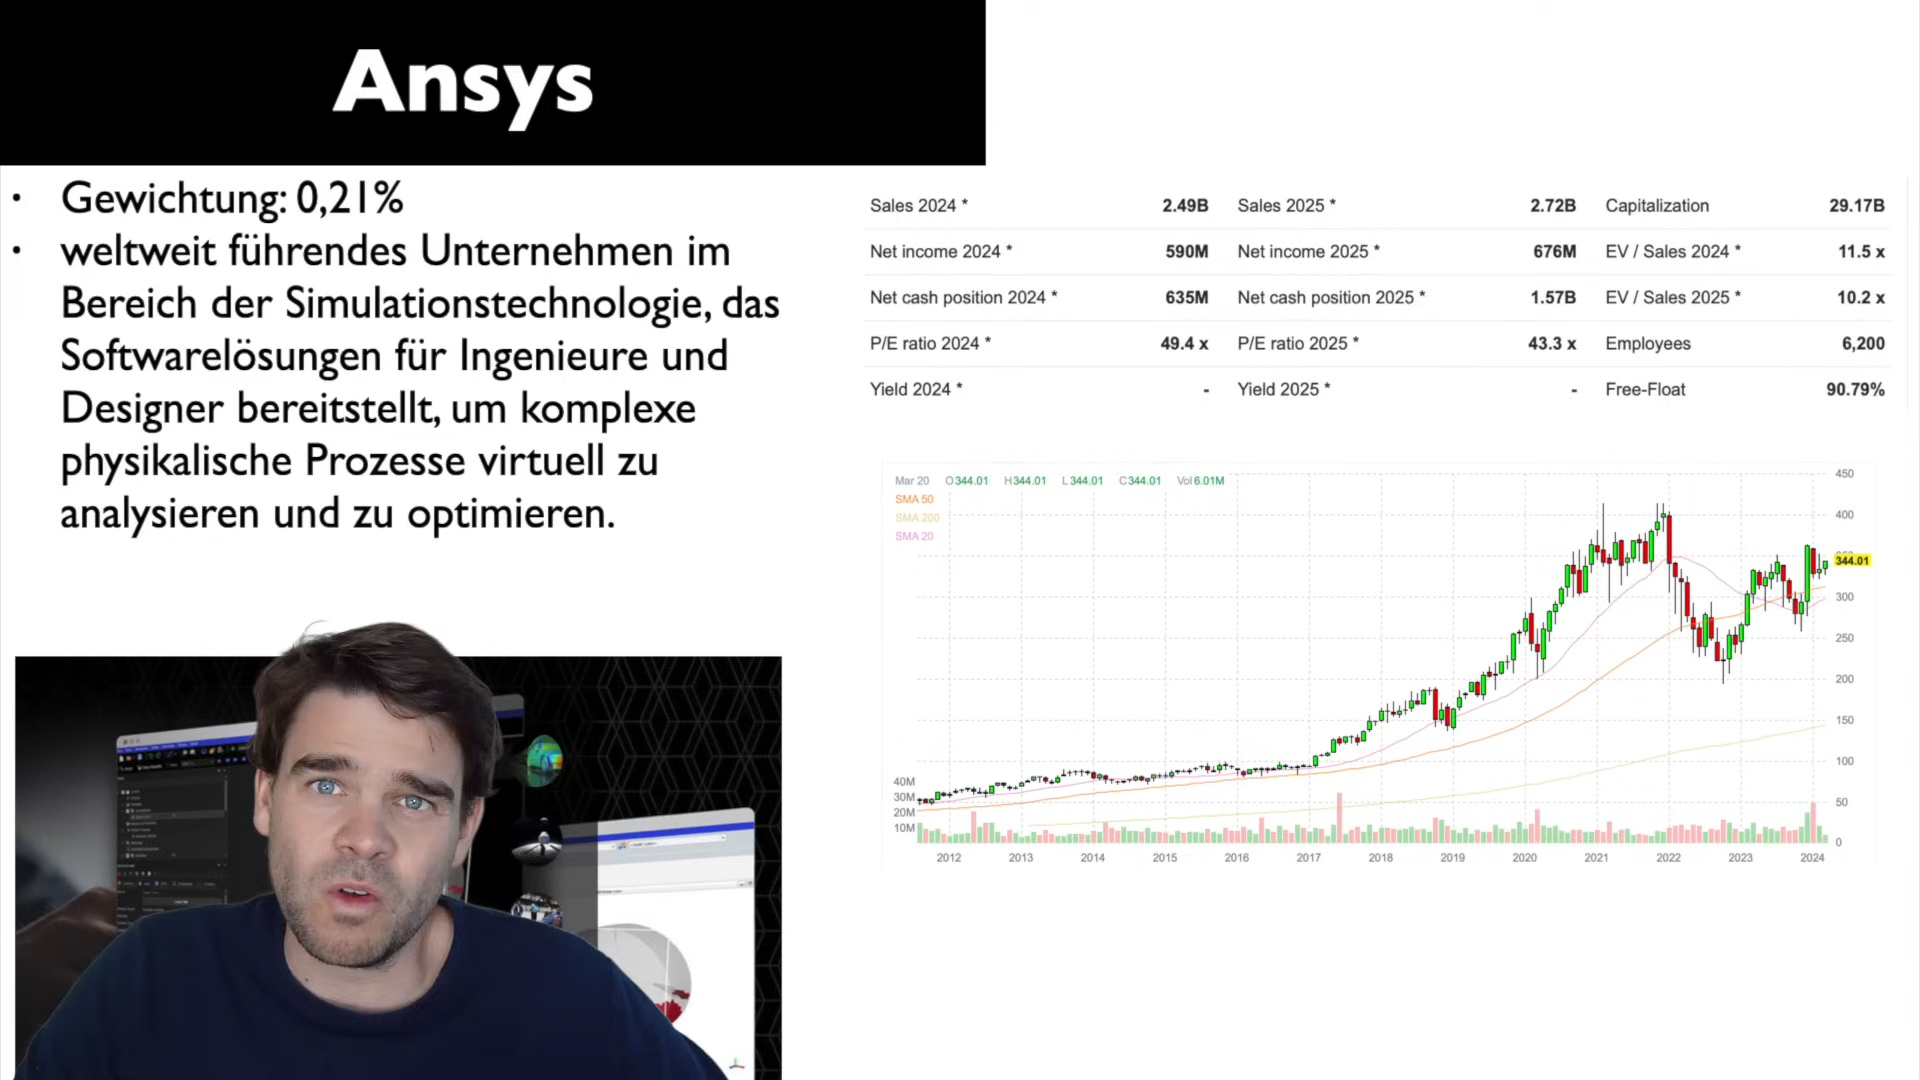 Ansys
• Gewichtung: 0,21%
• weltweit führendes Unternehmen im
Bereich der Simulationstechnologie, das
Softwarelösungen für Ingenieure und
Designer bereitstellt, um komplexe
physikalische Prozesse virtuell zu
analysieren und zu optimieren.
Sales 2024 * 2.49B Sales 2025 * 2.72B Capitalization 29.17B
Net income 2024 * 590M Net income 2025 * 676M EV / Sales 2024 * 11.5 x
Net cash position 2024 * 635M Net cash position 2025 * 1.57B EV / Sales 2025 * 10.2 x
P/E ratio 2024 * 49.4 x P/E ratio 2025 * 43.3 x Employees 6,200
Yield 2024 * - Yield 2025 * - Free-Float 90.79%
Mar 20 O344.01 H344.01 L344.01 C344.01 Vol6.01M
SMA 50
SMA 200
SMA 20
450
400
344.01
300
250
200
150
100
50
0
40M
30M
20M
10M
2012 2013 2014 2015 2016 2017 2018 2019 2020 2021 2022 2023 2024